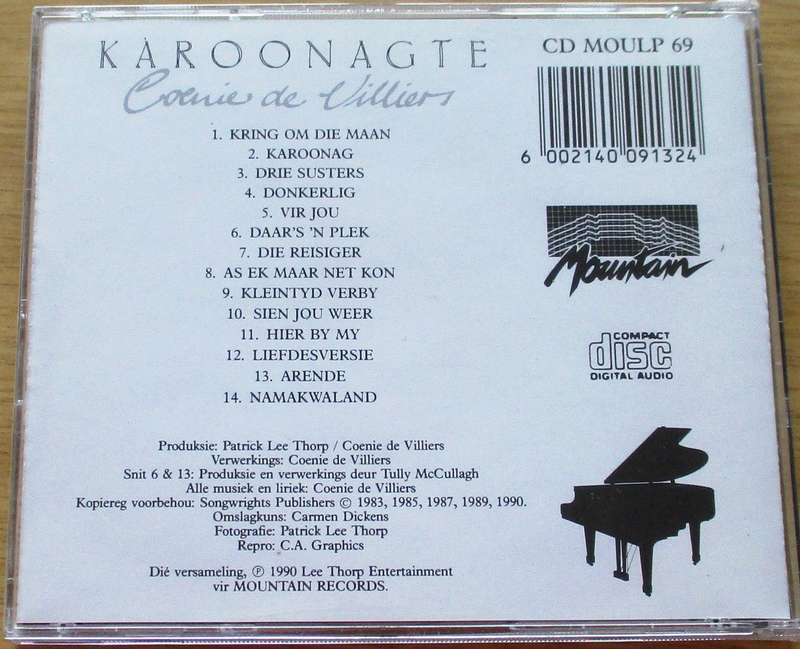 KAROONAGTE
Coenie de Villiers
1. KRING OM DIE MAAN
2. KAROONAG
3. DRIE SUSTERS
4. DONKERLIG
5. VIR JOU
6. DAAR'S 'N PLEK
7. DIE REISIGER
8. AS EK MAAR NET KON
9. KLEINTYD VERBY
10. SIEN JOU WEER
11. HIER BY MY
12. LIEFDESVERSIE
13. ARENDE
14. NAMAKWALAND
Produksie: Patrick Lee Thorp / Coenie de Villiers
Verwerkings: Coenie de Villiers
Snit 6 & 13: Produksie en verwerkings deur Tully McCullagh
Alle musiek en liriek: Coenie de Villiers
Kopiereg voorbehou: Songwrights Publishers © 1983, 1985, 1987, 1989, 1990.
Omslagkuns: Carmen Dickens
Fotografie: Patrick Lee Thorp
Repro: C.A. Graphics
Dié versameling, ℗ 1990 Lee Thorp Entertainment
vir MOUNTAIN RECORDS.
CD MOULP 69
6 002140 091324
Mountain
COMPACT
disc
DIGITAL AUDIO